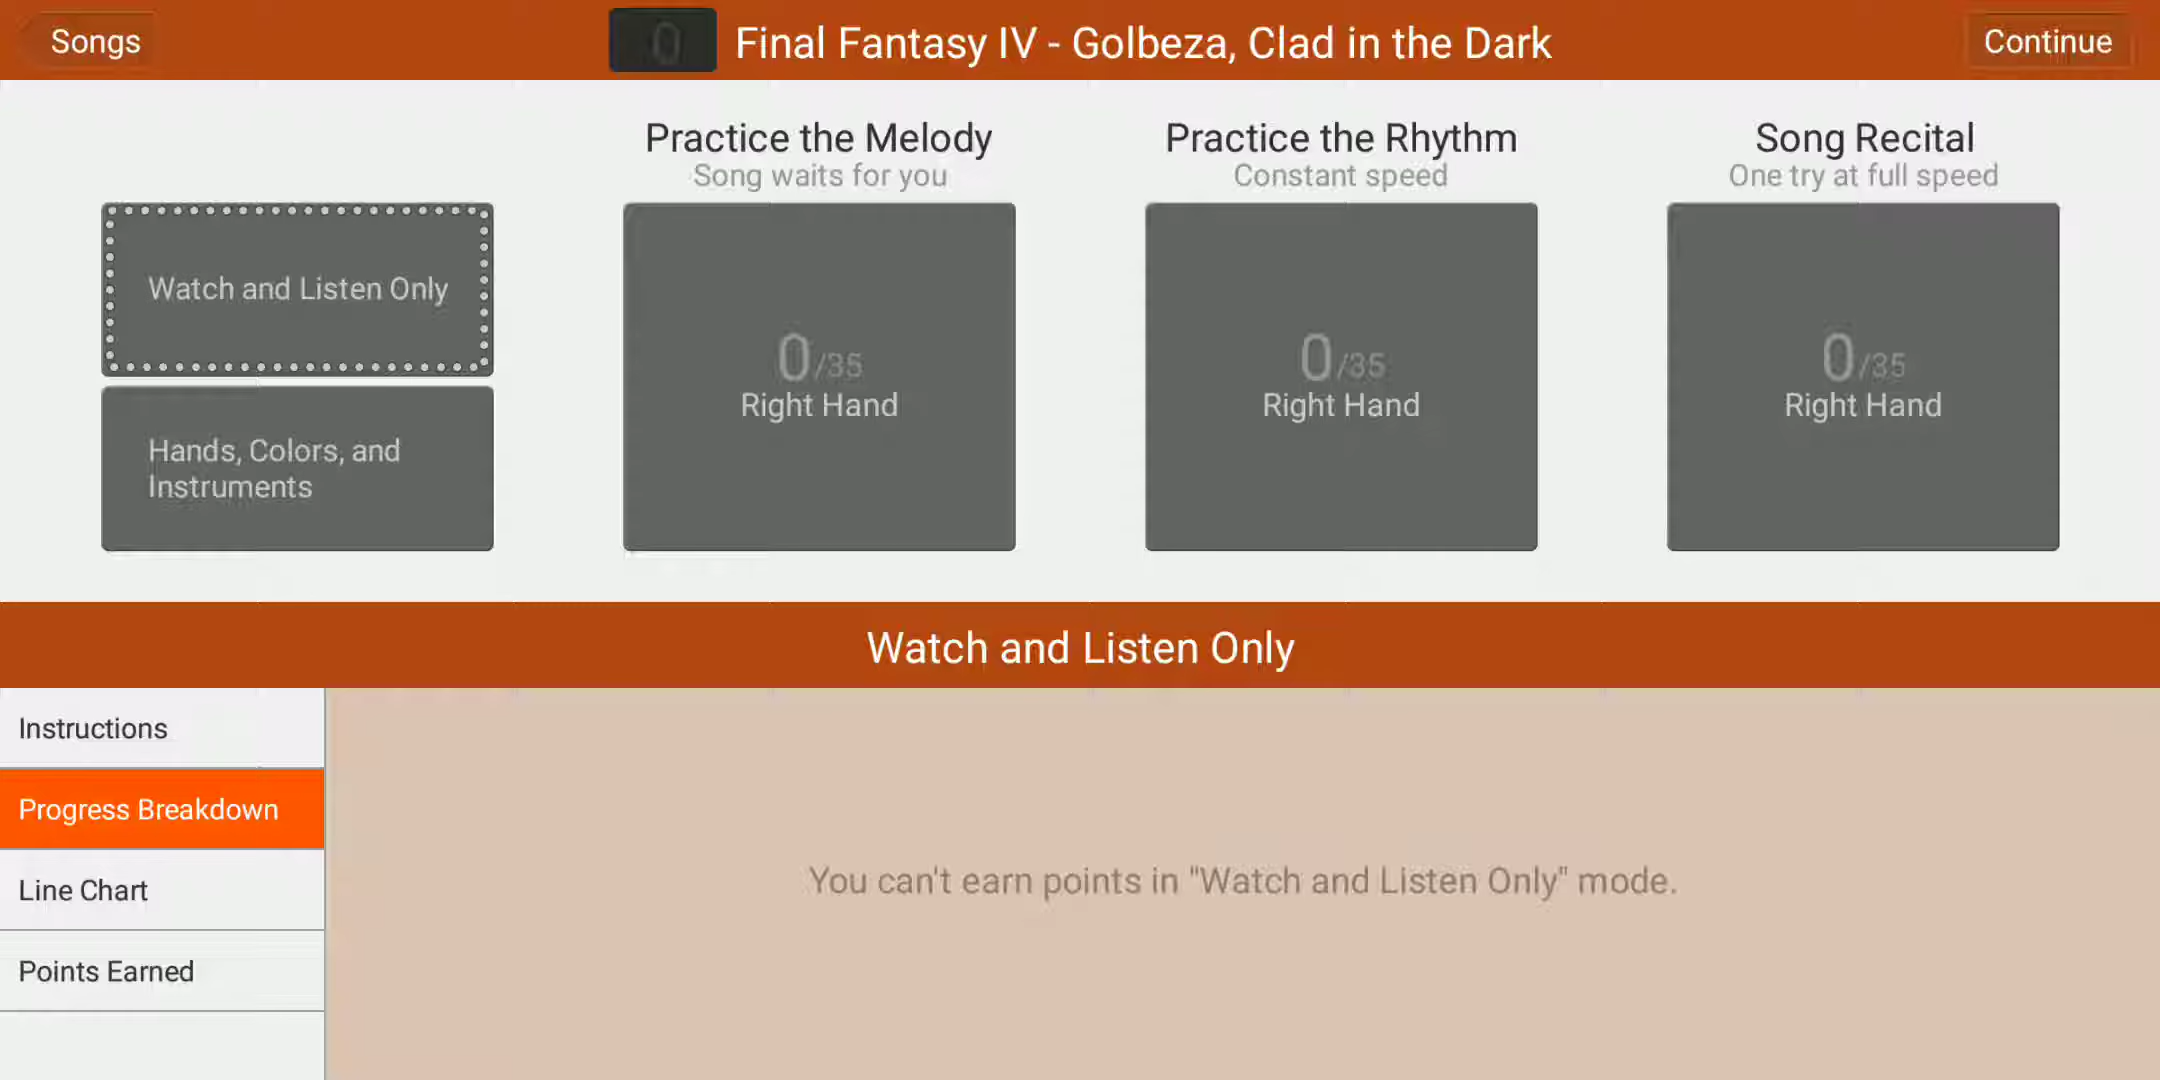 Songs
0
Final Fantasy IV - Golbeza, Clad in the Dark
Continue
Practice the Melody
Song waits for you
Practice the Rhythm
Constant speed
Song Recital
One try at full speed
Watch and Listen Only
Hands, Colors, and
Instruments
0/35
Right Hand
0/35
Right Hand
0/35
Right Hand
Watch and Listen Only
Instructions
Progress Breakdown
Line Chart
Points Earned
You can't earn points in "Watch and Listen Only" mode.